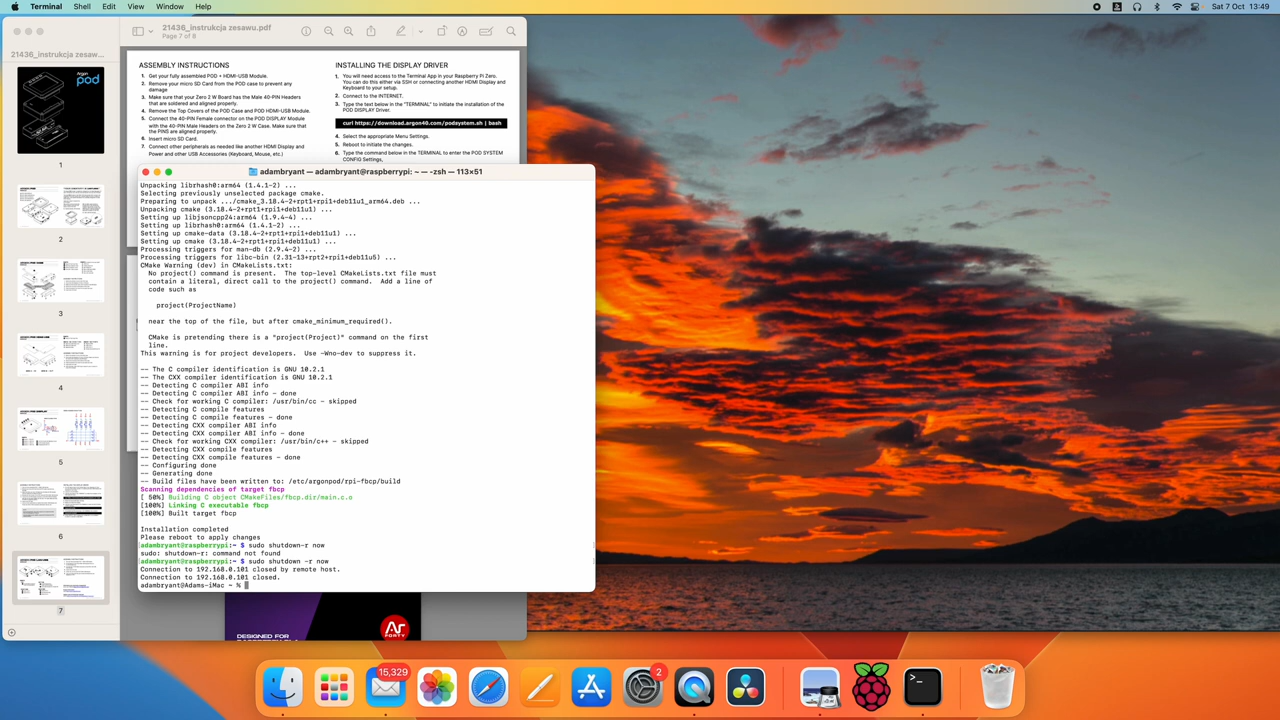 Terminal Shell Edit View Window Help
Sat 7 Oct 13:49
21436_instrukcja zesawu.pdf
Page 7 of 8
21436_instrukcja zesaw...
Argon
pod
1
2
3
4
5
6
7
ASSEMBLY INSTRUCTIONS
1. Get your fully assembled POD + HDMI-USB Module.
2. Remove your micro SD Card from the POD case to prevent any
damage
3. Make sure that your Zero 2 W Board has the Male 40-PIN Headers
that are soldered and aligned properly.
4. Remove the Top Covers of the POD Case and POD HDMI-USB Module.
5. Connect the 40-PIN Female connector on the POD DISPLAY Module
with the 40-PIN Male Headers on the Zero 2 W Case. Make sure that
the PINS are aligned properly.
6. Insert micro SD Card.
7. Connect other peripherals as needed like another HDMI Display and
Power and other USB Accessories (Keyboard, Mouse, etc.)
INSTALLING THE DISPLAY DRIVER
1. You will need access to the Terminal App in your Raspberry Pi Zero.
You can do this either via SSH or connecting another HDMI Display and
Keyboard to your setup.
2. Connect to the INTERNET.
3. Type the text below in the "TERMINAL" to initiate the installation of the
POD DISPLAY Driver.
curl https://download.argon40.com/podsystem.sh | bash
4. Select the appropriate Menu Settings.
5. Reboot to initiate the changes.
6. Type the command below in the TERMINAL to enter the POD SYSTEM
CONFIG Settings,
adambryant — adambryant@raspberrypi: ~ — -zsh — 113×51
Unpacking librhash0:arm64 (1.4.1-2) ...
Selecting previously unselected package cmake.
Preparing to unpack .../cmake_3.18.4-2+rpt1+rpi1+deb11u1_arm64.deb ...
Unpacking cmake (3.18.4-2+rpt1+rpi1+deb11u1) ...
Setting up libjsoncpp24:arm64 (1.9.4-4) ...
Setting up librhash0:arm64 (1.4.1-2) ...
Setting up cmake-data (3.18.4-2+rpt1+rpi1+deb11u1) ...
Setting up cmake (3.18.4-2+rpt1+rpi1+deb11u1) ...
Processing triggers for man-db (2.9.4-2) ...
Processing triggers for libc-bin (2.31-13+rpt2+rpi1+deb11u5) ...
CMake Warning (dev) in CMakeLists.txt:
No project() command is present.  The top-level CMakeLists.txt file must
contain a literal, direct call to the project() command.  Add a line of
code such as
project(ProjectName)
near the top of the file, but after cmake_minimum_required().
CMake is pretending there is a "project(Project)" command on the first
line.
This warning is for project developers.  Use -Wno-dev to suppress it.
-- The C compiler identification is GNU 10.2.1
-- The CXX compiler identification is GNU 10.2.1
-- Detecting C compiler ABI info
-- Detecting C compiler ABI info - done
-- Check for working C compiler: /usr/bin/cc - skipped
-- Detecting C compile features
-- Detecting C compile features - done
-- Detecting CXX compiler ABI info
-- Detecting CXX compiler ABI info - done
-- Check for working CXX compiler: /usr/bin/c++ - skipped
-- Detecting CXX compile features
-- Detecting CXX compile features - done
-- Configuring done
-- Generating done
-- Build files have been written to: /etc/argonpod/rpi-fbcp/build
Scanning dependencies of target fbcp
[ 50%] Building C object CMakeFiles/fbcp.dir/main.c.o
[100%] Linking C executable fbcp
[100%] Built target fbcp
Installation completed
Please reboot to apply changes
adambryant@raspberrypi:~ $ sudo shutdown-r now
sudo: shutdown-r: command not found
adambryant@raspberrypi:~ $ sudo shutdown -r now
Connection to 192.168.0.101 closed by remote host.
Connection to 192.168.0.101 closed.
adambryant@Adams-iMac ~ %
DESIGNED FOR
Ar
FORTY
15,329
2
>_